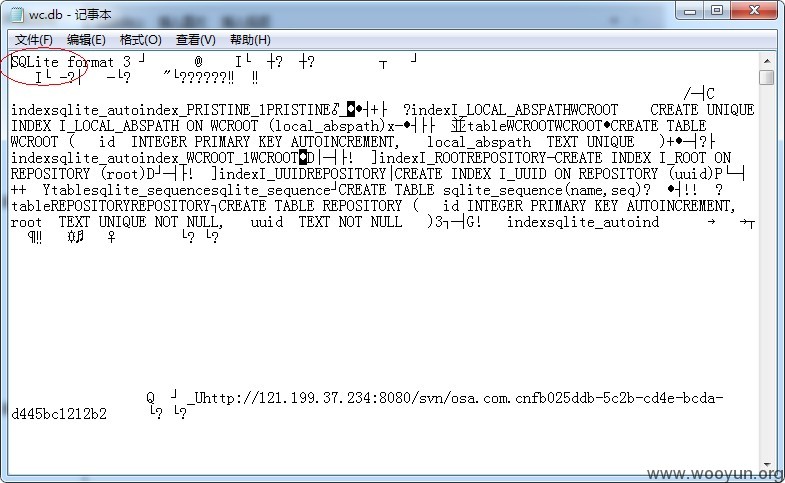 wc.db - 记事本
文件(F) 编辑(E) 格式(O) 查看(V) 帮助(H)
SQLite format 3 ┘ @ I└ ╂? ╂? ┬ ┘
I└ ─?│ ─└? "└??????‼ ‼
/─┤C
indexsqlite_autoindex_PRISTINE_1PRISTINE ?indexI_LOCAL_ABSPATHWCROOT CREATE UNIQUE
INDEX I_LOCAL_ABSPATH ON WCROOT (local_abspath)x─•┤├├ 亚tableWCROOTWCROOT•CREATE TABLE
WCROOT ( id INTEGER PRIMARY KEY AUTOINCREMENT, local_abspath TEXT UNIQUE )+•─┤?├
indexsqlite_autoindex_WCROOT_1WCROOT◘D│─┤├! ]indexI_ROOTREPOSITORY─CREATE INDEX I_ROOT ON
REPOSITORY (root)D┘─┤├! ]indexI_UUIDREPOSITORY│CREATE INDEX I_UUID ON REPOSITORY (uuid)P└─┤
++ Ytablesqlite_sequencesqlite_sequence┘CREATE TABLE sqlite_sequence(name,seq)? •┤!! ?
tableREPOSITORYREPOSITORY┐CREATE TABLE REPOSITORY ( id INTEGER PRIMARY KEY AUTOINCREMENT,
root TEXT UNIQUE NOT NULL, uuid TEXT NOT NULL )3┐─┤G! indexsqlite_autoind → →┬
¶‼ ☼♫ ♀ └? └?
Q ┘ _Uhttp://121.199.37.234:8080/svn/osa.com.cnfb025ddb-5c2b-cd4e-bcda-
d445bc1212b2 └? └?
www.wooyun.org